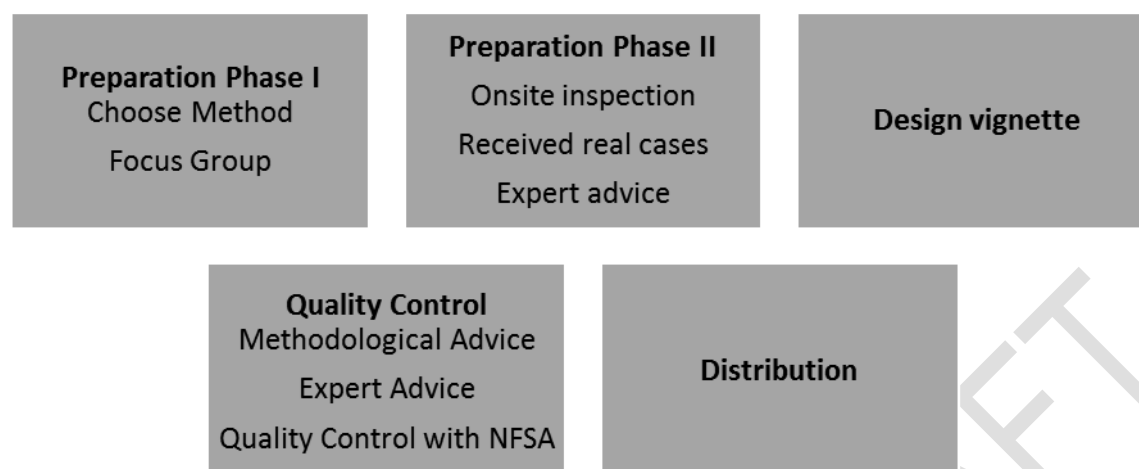 Preparation Phase I
Choose Method
Focus Group
Preparation Phase II
Onsite inspection
Received real cases
Expert advice
Design vignette
Quality Control
Methodological Advice
Expert Advice
Quality Control with NFSA
Distribution
FT